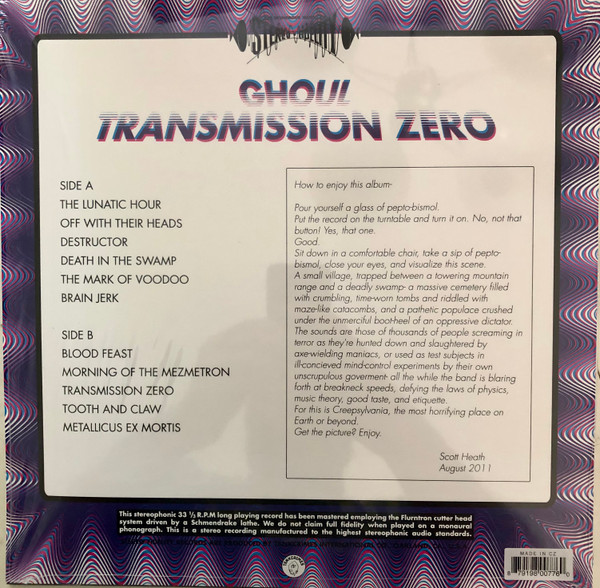 GHOUL
TRANSMISSION ZERO
SIDE A
THE LUNATIC HOUR
OFF WITH THEIR HEADS
DESTRUCTOR
DEATH IN THE SWAMP
THE MARK OF VOODOO
BRAIN JERK
SIDE B
BLOOD FEAST
MORNING OF THE MEZMETRON
TRANSMISSION ZERO
TOOTH AND CLAW
METALLICUS EX MORTIS
How to enjoy this album-
Pour yourself a glass of pepto-bismol.
Put the record on the turntable and turn it on. No, not that
button! Yes, that one.
Good.
Sit down in a comfortable chair, take a sip of pepto-
bismol, close your eyes, and visualize this scene.
A small village, trapped between a towering mountain
range and a deadly swamp- a massive cemetery filled
with crumbling, time-worn tombs and riddled with
maze-like catacombs, and a pathetic populace crushed
under the unmerciful boot-heel of an oppressive dictator.
The sounds are those of thousands of people screaming in
terror as they're hunted down and slaughtered by
axe-wielding maniacs, or used as test subjects in
ill-concieved mind-control experiments by their own
unscrupulous goverment- all the while the band is blaring
forth at breakneck speeds, defying the laws of physics,
music theory, good taste, and etiquette.
For this is Creepsylvania, the most horrifying place on
Earth or beyond.
Get the picture? Enjoy.
Scott Heath
August 2011
This stereophonic 33 ⅓ R.P.M long playing record has been mastered employing the Flurntron cutter head
system driven by a Schmendrake lathe. We do not claim full fidelity when played on a monaural
phonograph. This is a stereo recording manufactured to the highest stereophonic audio standards.
MADE IN CZ
8 79198 00776